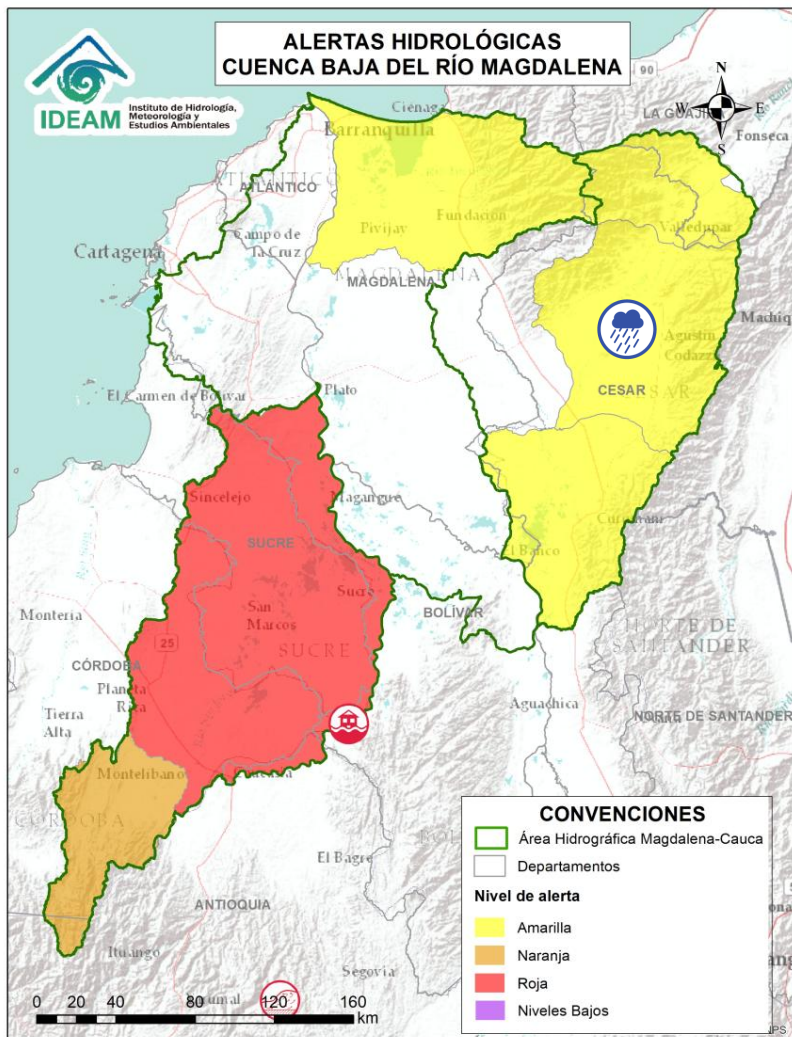 ALERTAS HIDROLÓGICAS
CUENCA BAJA DEL RÍO MAGDALENA
IDEAM
Instituto de Hidrología,
Meteorología y
Estudios Ambientales
N
W
E
S
90
Ciénaga
Barranquilla
LA GUAJIRA
Fonseca
ATLÁNTICO
Pivijay
Fundación
Valledupar
Campo de
la Cruz
Cartagena
MAGDALENA
MAGDALENA
Agustín
Codazzi
CESAR
El Carmen de Bolívar
Plato
Sincelejo
Magangué
SUCRE
El Banco
Sucre
San
Marcos
BOLÍVAR
Montería
SUCRE
NORTE DE
SANTANDER
25
CÓRDOBA
Planeta
Rica
Tierra
Alta
Aguachica
NORTE DE SANTANDER
Montelíbano
Caucasia
CÓRDOBA
El Bagre
ANTIOQUIA
Ituango
Segovia
0 20 40 80 120 160
km
CONVENCIONES
Área Hidrográfica Magdalena-Cauca
Departamentos
Nivel de alerta
Amarilla
Naranja
Roja
Niveles Bajos